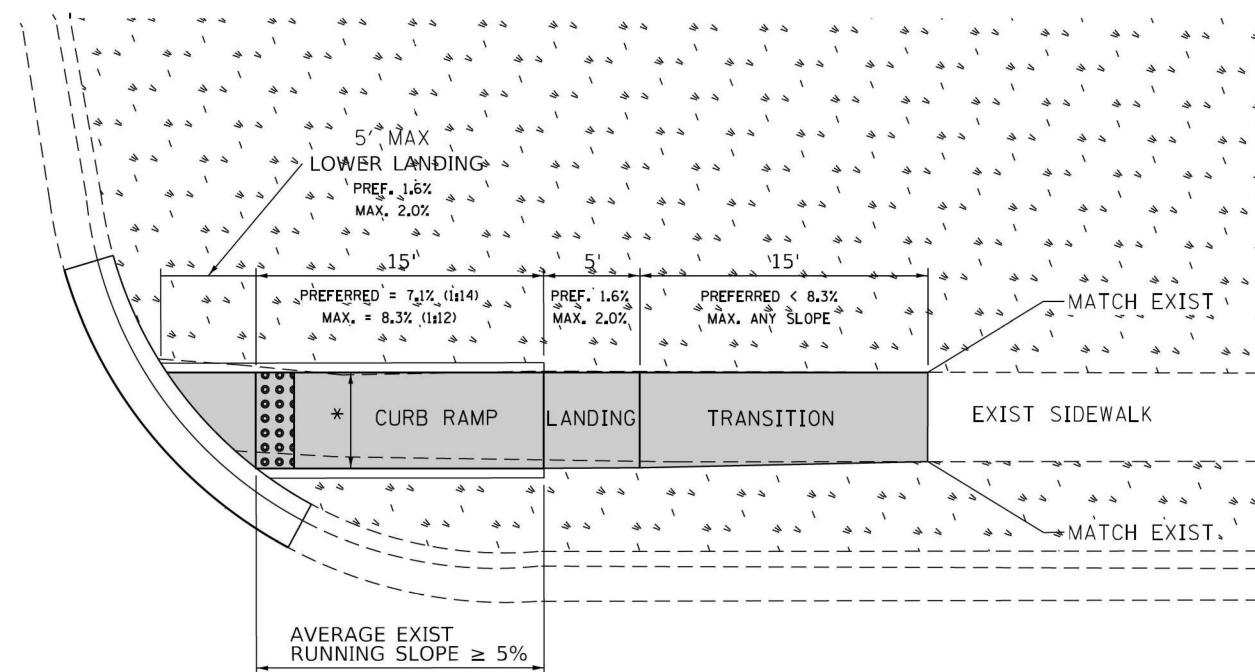 5' MAX
LOWER LANDING
PREF. 1.6%
MAX. 2.0%
15'
5'
15'
PREFERRED = 7.1% (1:14)
MAX. = 8.3% (1:12)
PREF. 1.6%
MAX. 2.0%
PREFERRED < 8.3%
MAX. ANY SLOPE
MATCH EXIST
*
CURB RAMP
LANDING
TRANSITION
EXIST SIDEWALK
MATCH EXIST
AVERAGE EXIST
RUNNING SLOPE ≥ 5%